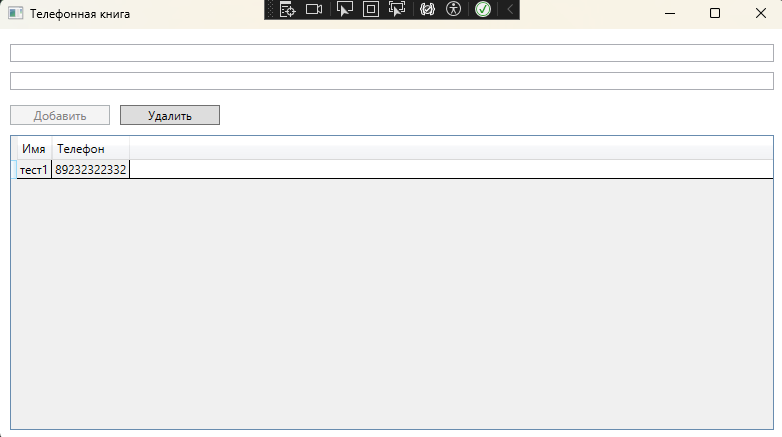 Телефонная книга
Добавить Удалить
Имя Телефон
тест1 89232322332